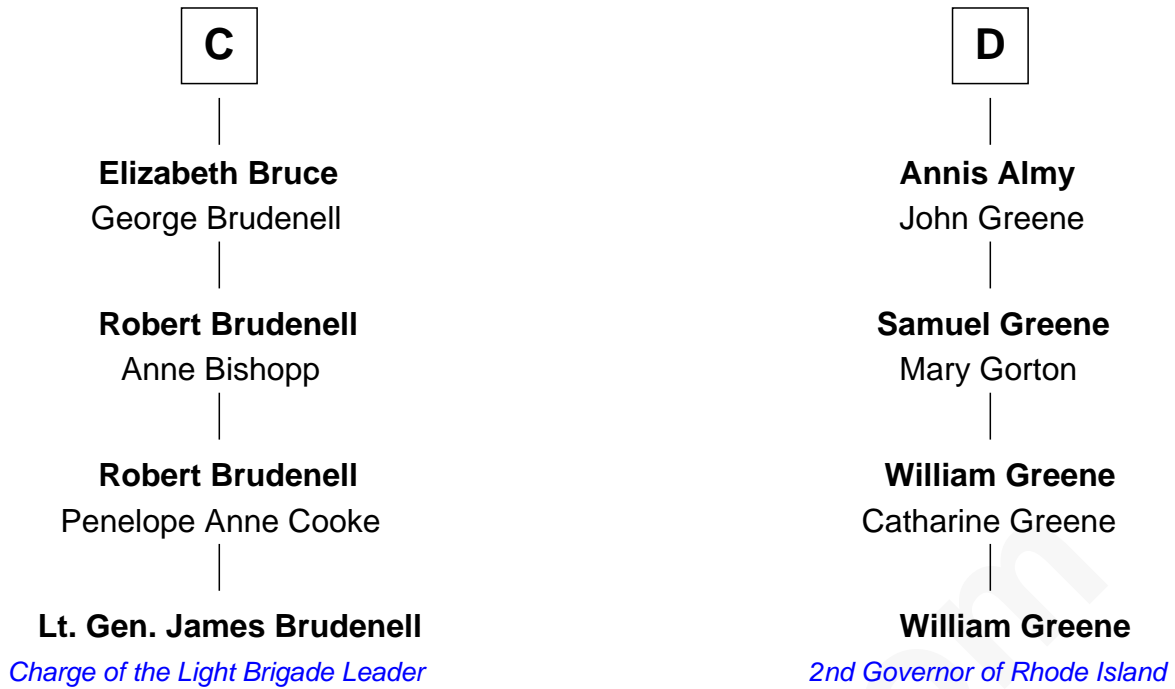 C
Elizabeth Bruce
George Brudenell
Robert Brudenell
Anne Bishopp
Robert Brudenell
Penelope Anne Cooke
Lt. Gen. James Brudenell
Charge of the Light Brigade Leader
D
Annis Almy
John Greene
Samuel Greene
Mary Gorton
William Greene
Catharine Greene
William Greene
2nd Governor of Rhode Island